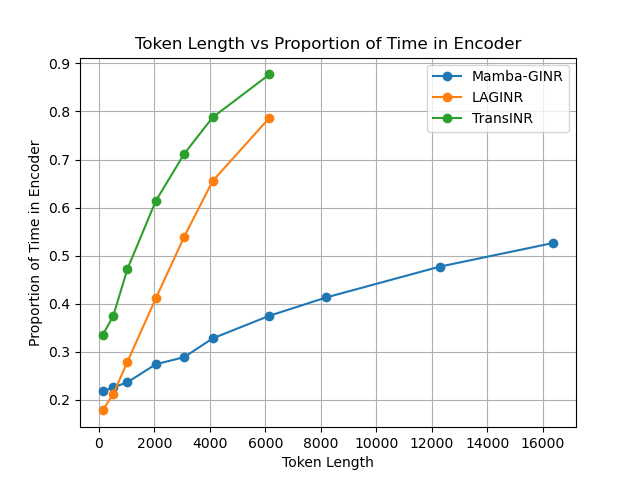 Token Length vs Proportion of Time in Encoder
Mamba-GINR
LAGINR
TransINR
Proportion of Time in Encoder
0.9
0.8
0.7
0.6
0.5
0.4
0.3
0.2
0 2000 4000 6000 8000 10000 12000 14000 16000
Token Length